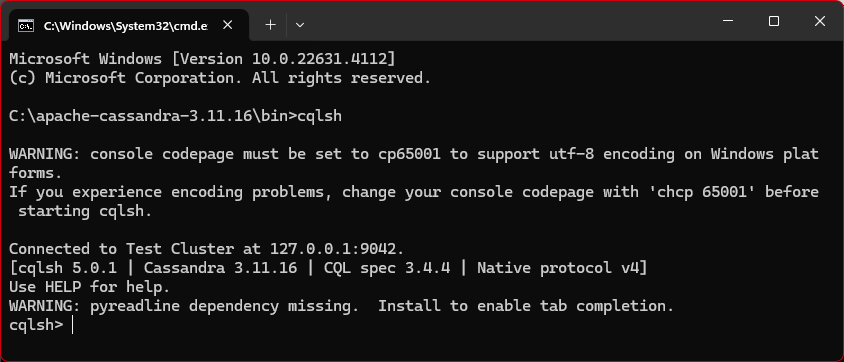 C:\Windows\System32\cmd.e
Microsoft Windows [Version 10.0.22631.4112]
(c) Microsoft Corporation. All rights reserved.
C:\apache-cassandra-3.11.16\bin>cqlsh
WARNING: console codepage must be set to cp65001 to support utf-8 encoding on Windows plat
forms.
If you experience encoding problems, change your console codepage with 'chcp 65001' before
 starting cqlsh.
Connected to Test Cluster at 127.0.0.1:9042.
[cqlsh 5.0.1 | Cassandra 3.11.16 | CQL spec 3.4.4 | Native protocol v4]
Use HELP for help.
WARNING: pyreadline dependency missing.  Install to enable tab completion.
cqlsh>